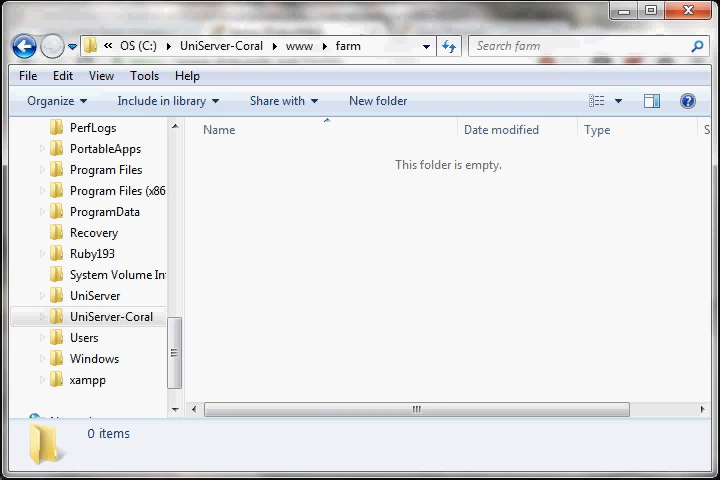 « OS (C:) UniServer-Coral www farm Search farm
File Edit View Tools Help
Organize Include in library Share with New folder
Name Date modified Type S
This folder is empty.
PerfLogs
PortableApps
Program Files
Program Files (x86
ProgramData
Recovery
Ruby193
System Volume In
UniServer
UniServer-Coral
Users
Windows
xampp
0 items